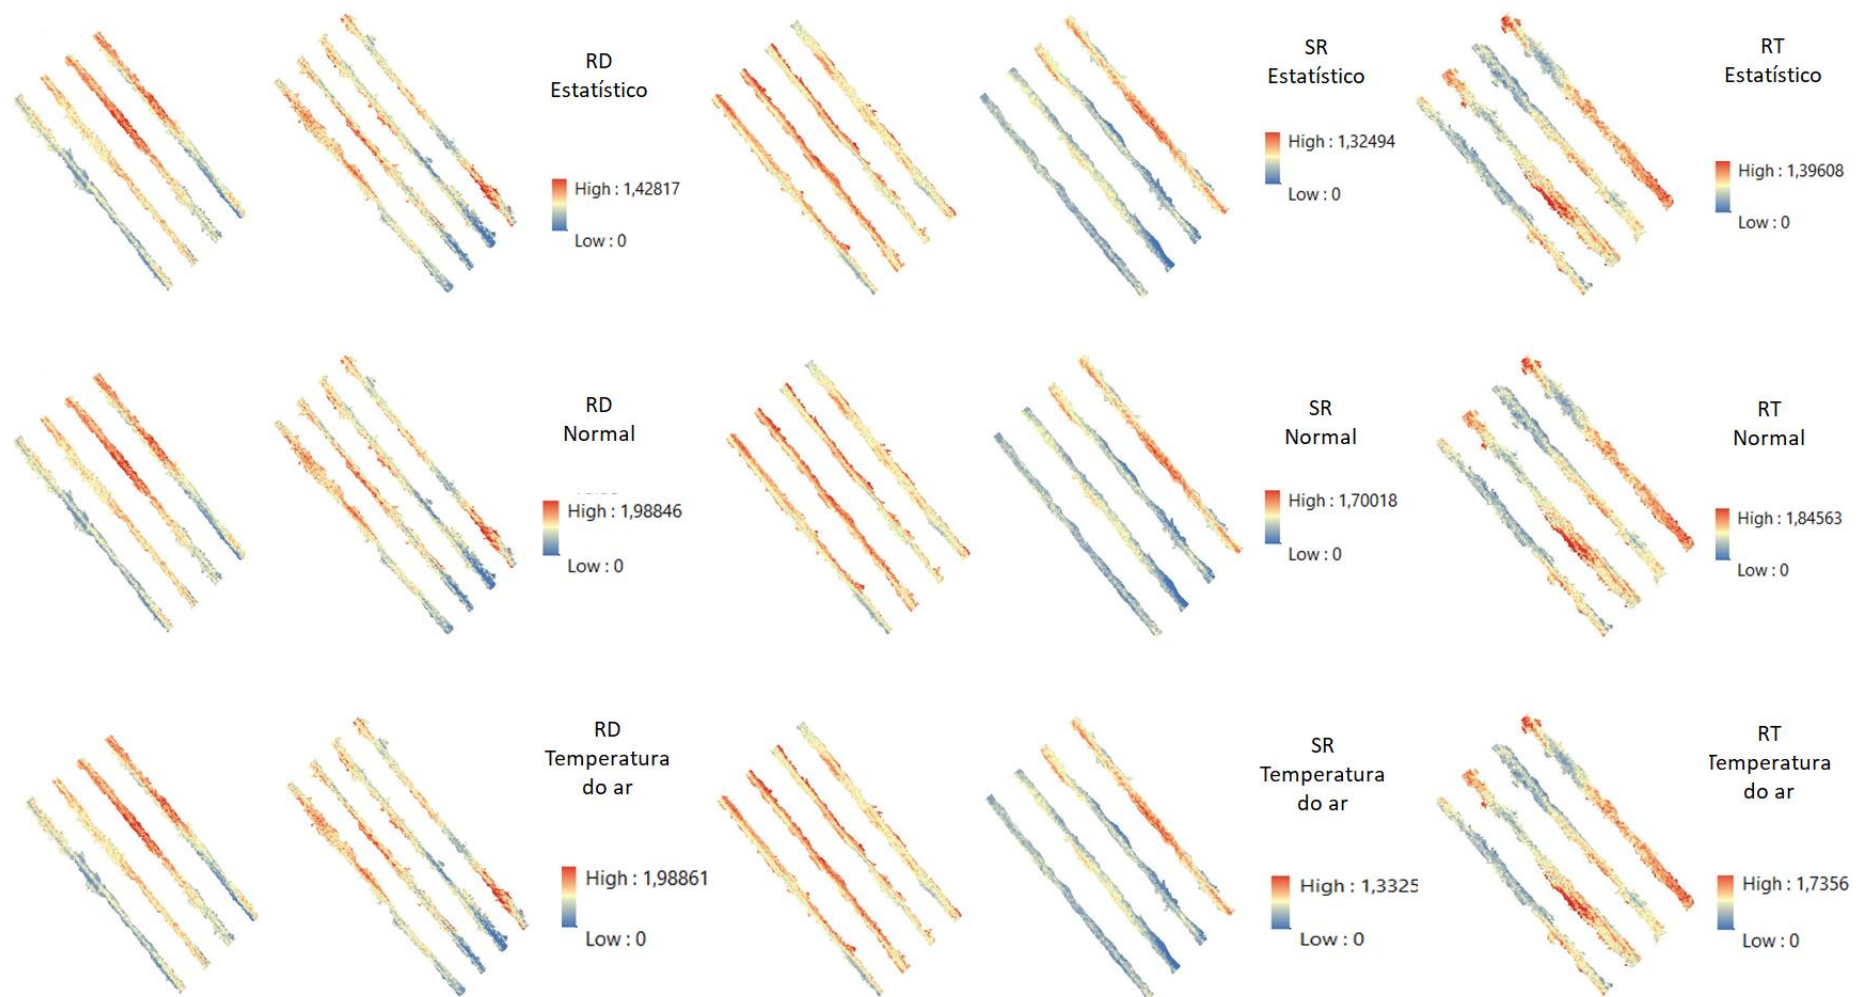 RD
Estatístico
High : 1,42817
Low : 0
SR
Estatístico
High : 1,32494
Low : 0
RT
Estatístico
High : 1,39608
Low : 0
RD
Normal
High : 1,98846
Low : 0
SR
Normal
High : 1,70018
Low : 0
RT
Normal
High : 1,84563
Low : 0
RD
Temperatura
do ar
High : 1,98861
Low : 0
SR
Temperatura
do ar
High : 1,3325
Low : 0
RT
Temperatura
do ar
High : 1,7356
Low : 0